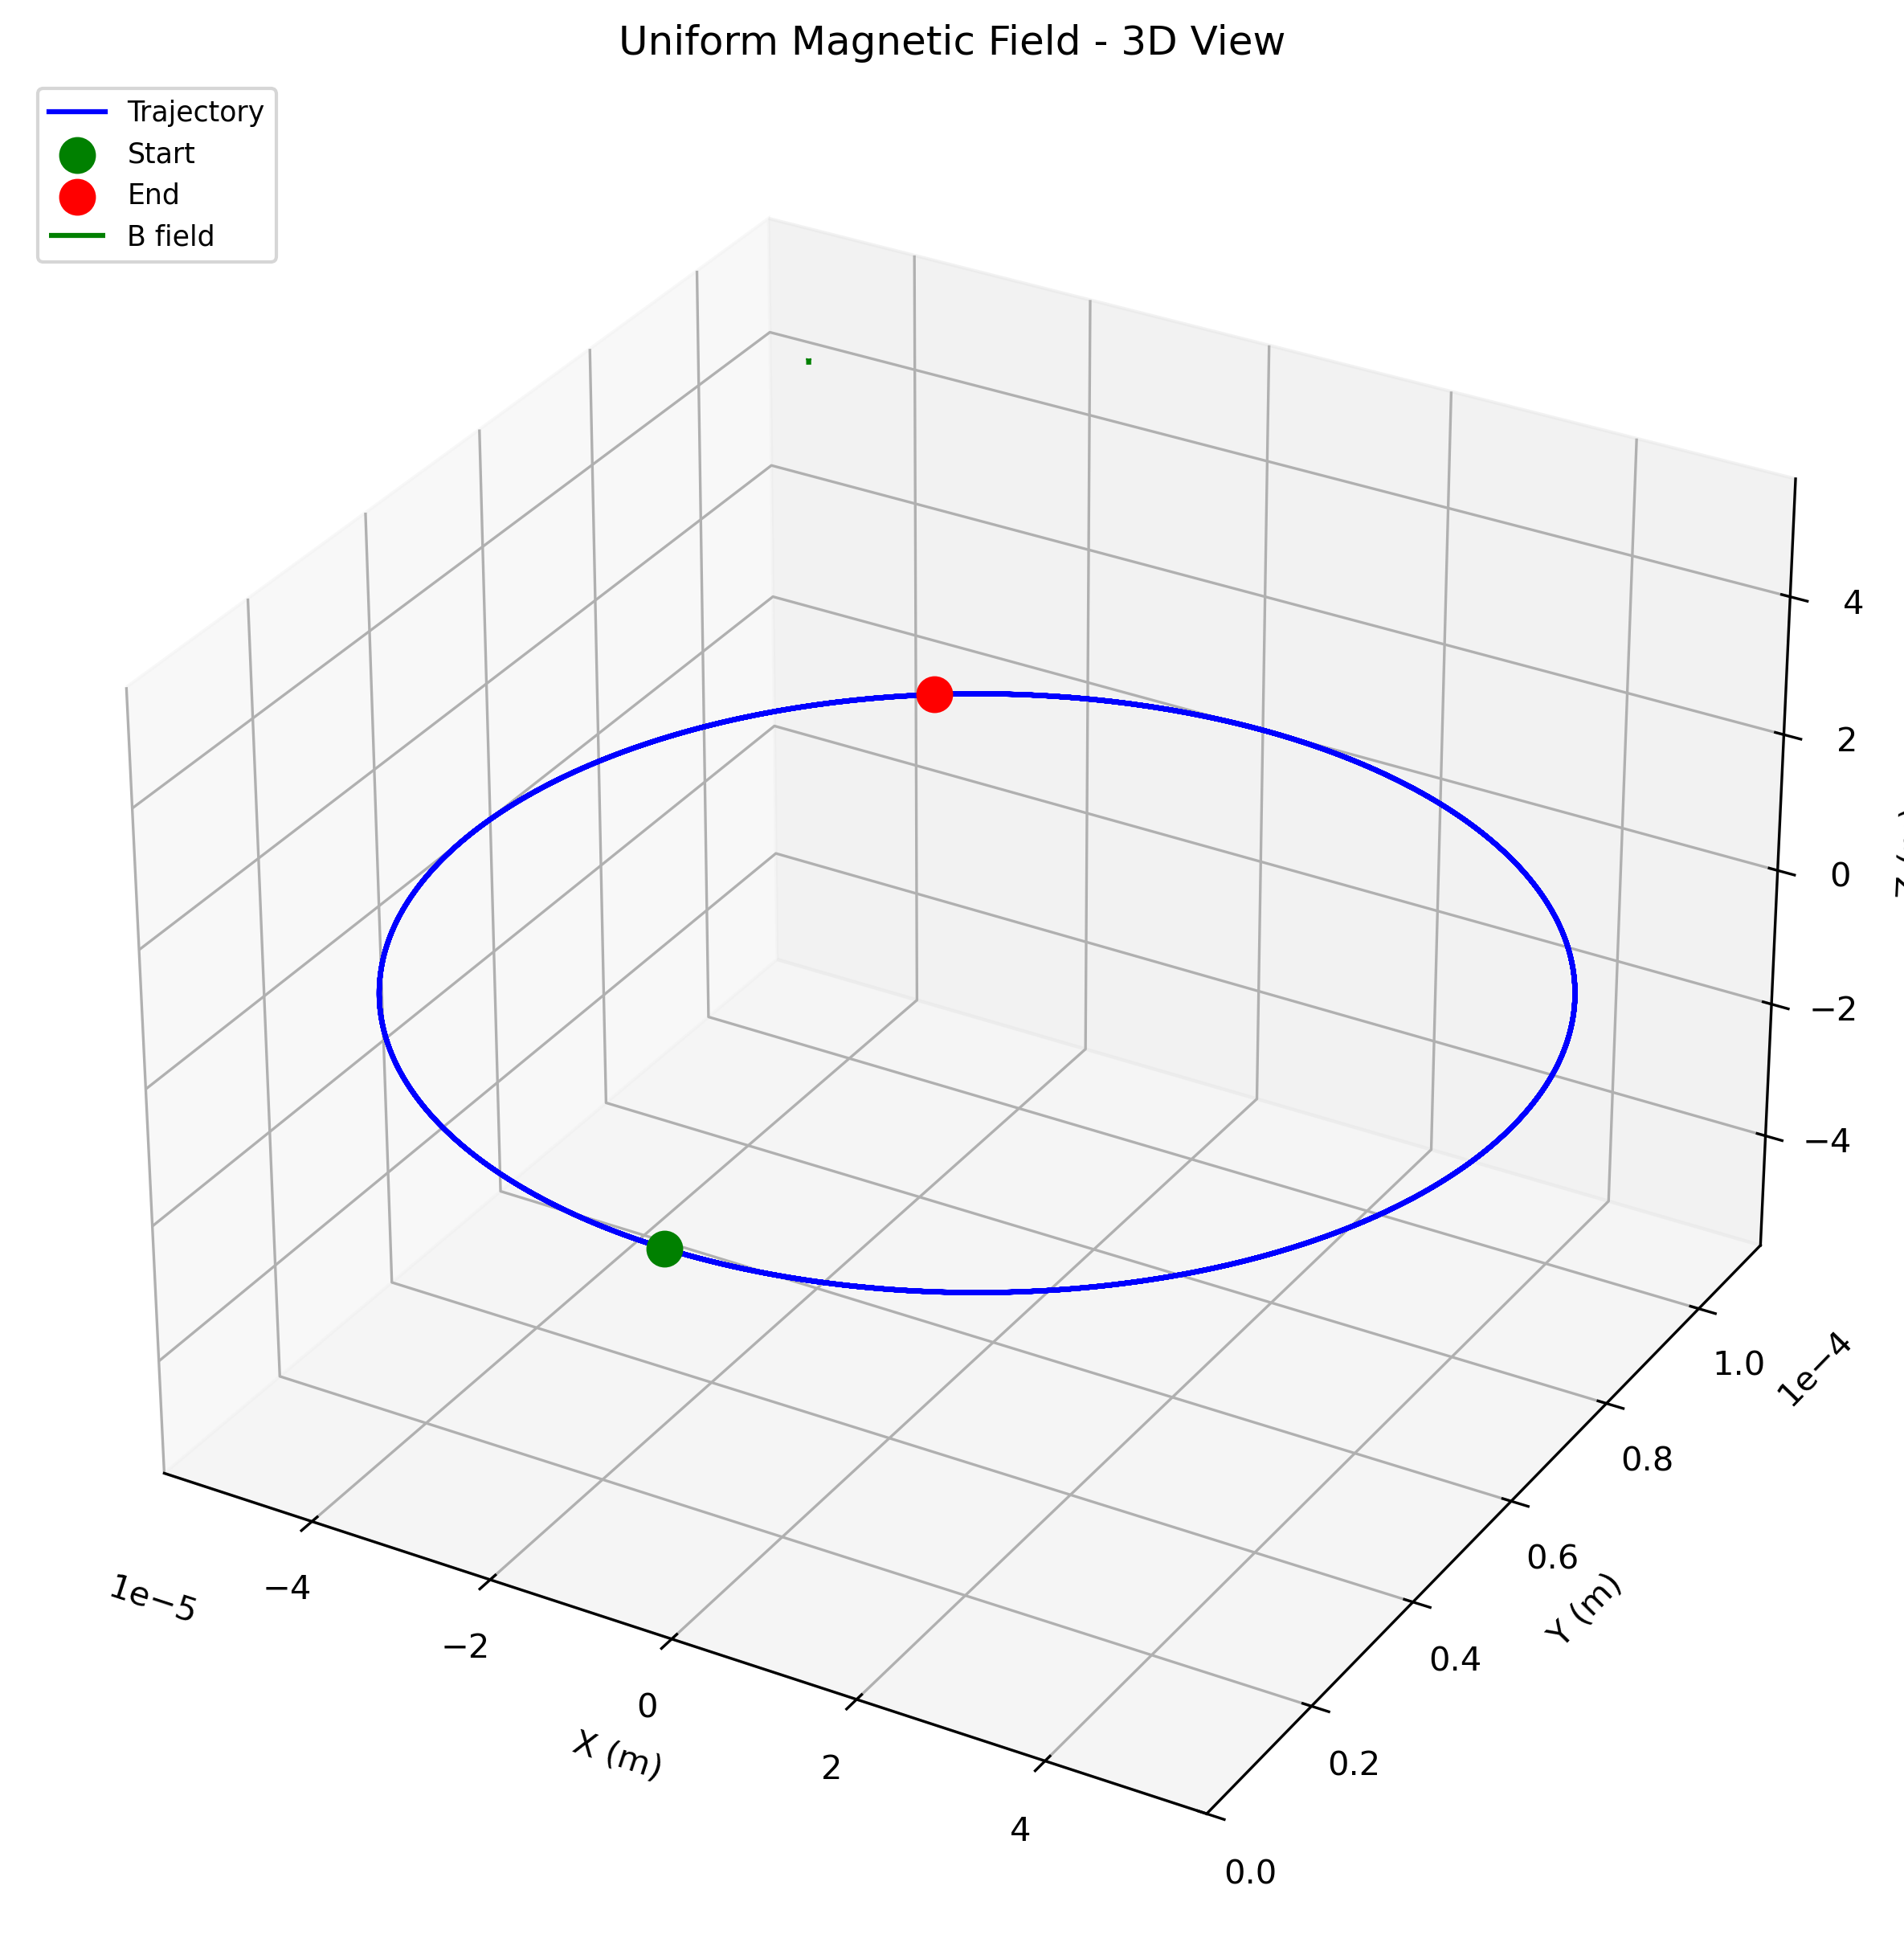 Uniform Magnetic Field - 3D View
Trajectory
Start
End
B field
4
2
0
−2
−4
1.0
1e−4
0.8
0.6
Y (m)
0.4
0.2
0.0
1e−5
−4
−2
0
X (m)
2
4